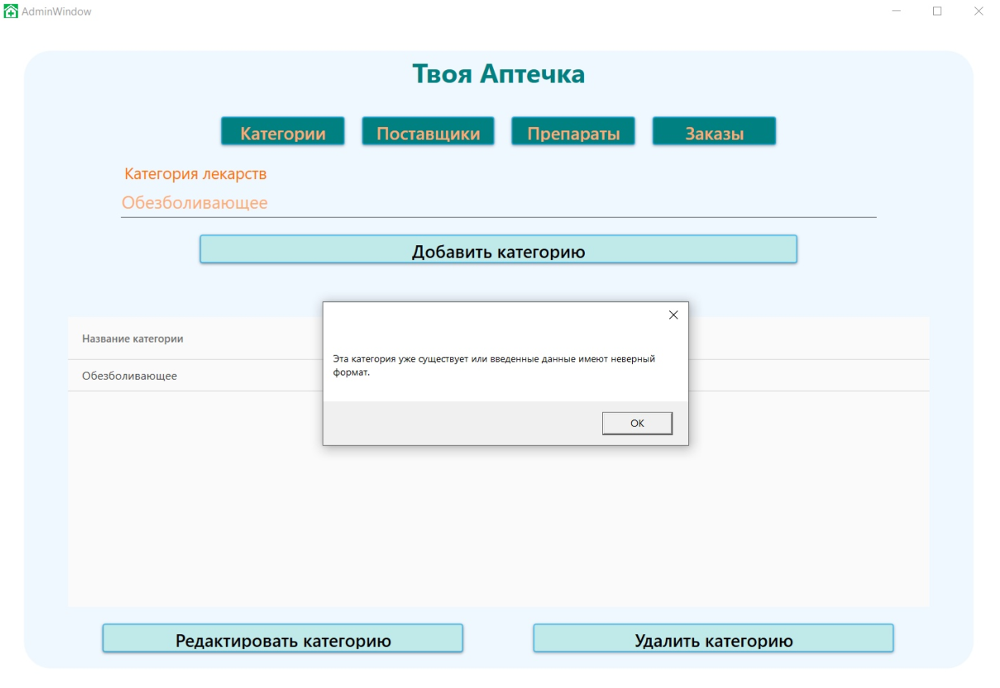 AdminWindow
Твоя Аптечка
Категории
Поставщики
Препараты
Заказы
Категория лекарств
Обезболивающее
Добавить категорию
Название категории
Обезболивающее
Эта категория уже существует или введенные данные имеют неверный
формат.
ОК
Редактировать категорию
Удалить категорию